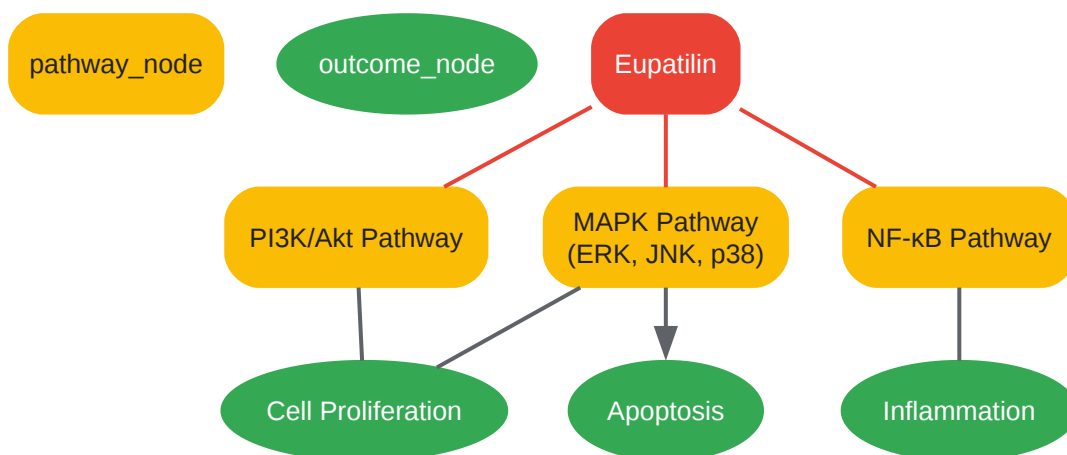 pathway_node
outcome_node
Eupatilin
PI3K/Akt Pathway
MAPK Pathway
(ERK, JNK, p38)
NF-κB Pathway
Cell Proliferation
Apoptosis
Inflammation